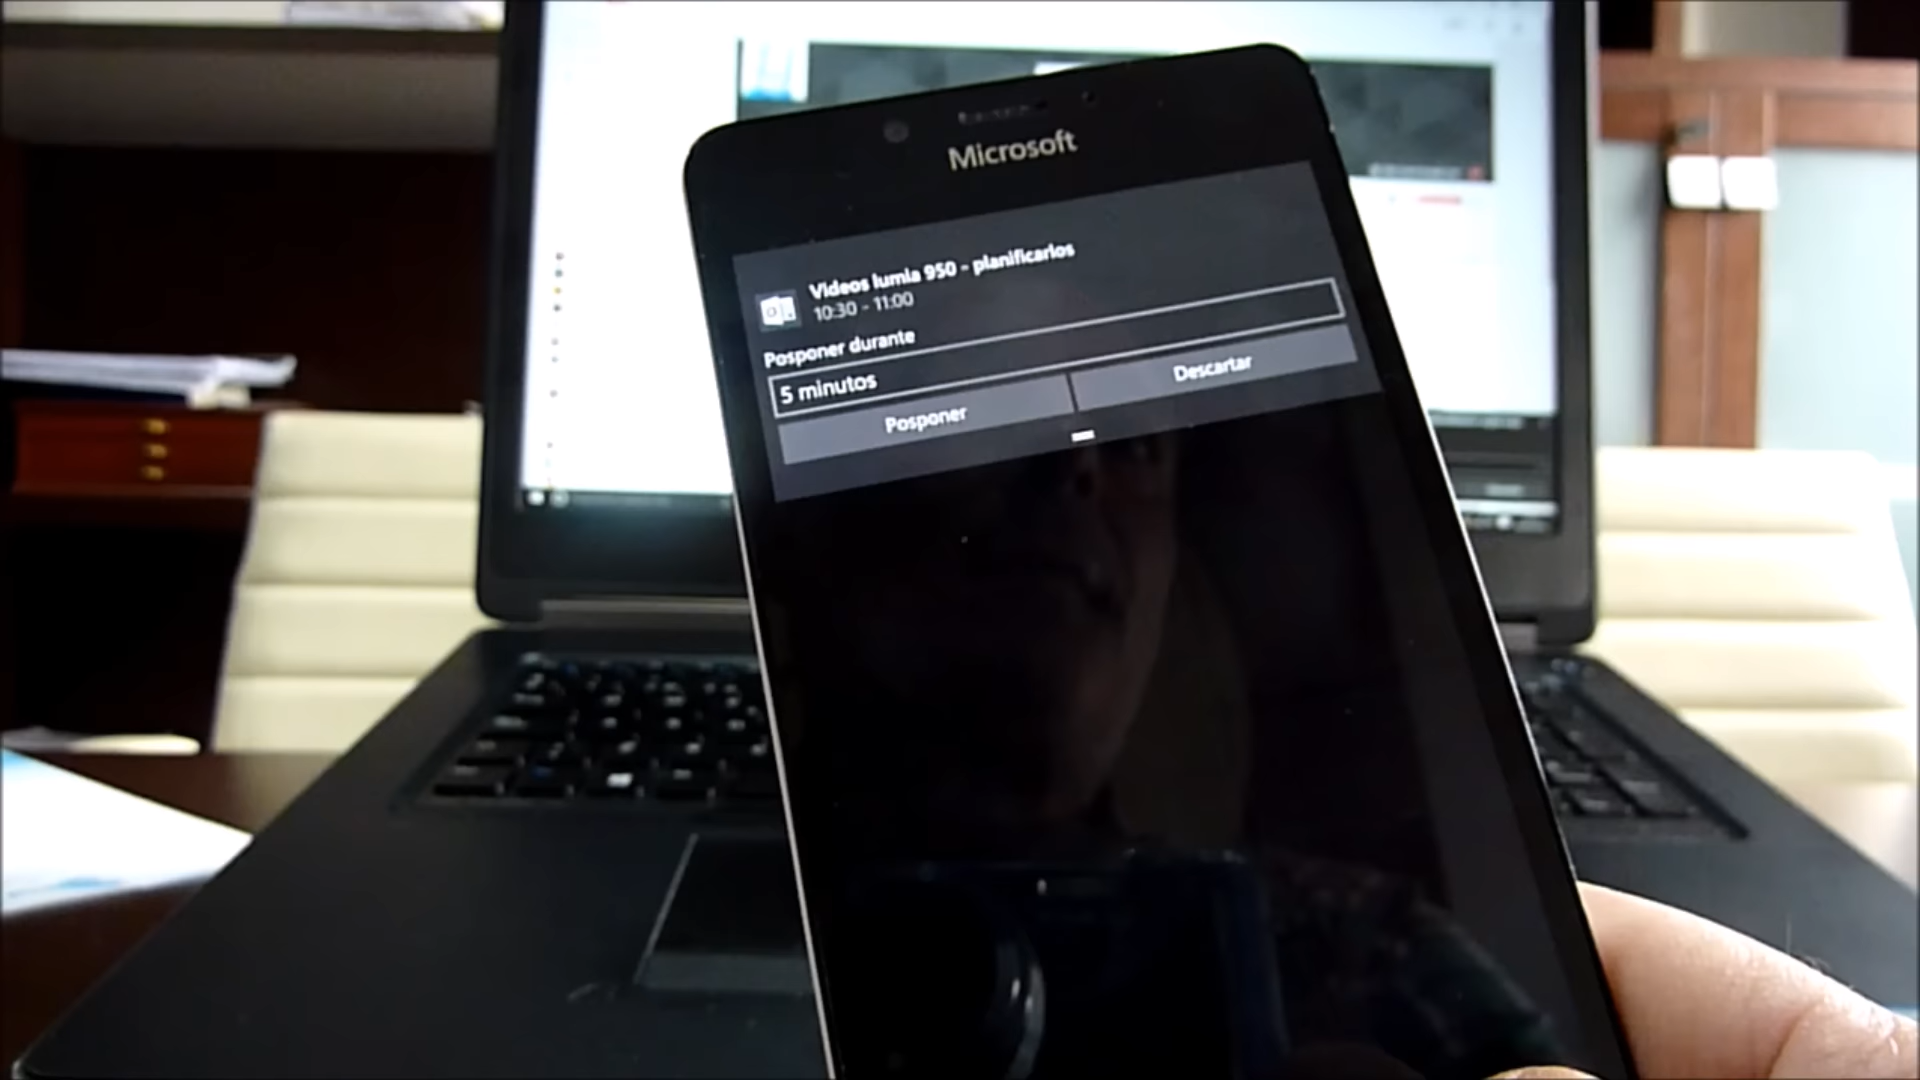 Microsoft
Videos lumia 950 - planificarlos
10:30 - 11:00
Posponer durante
5 minutos
Posponer
Descartar